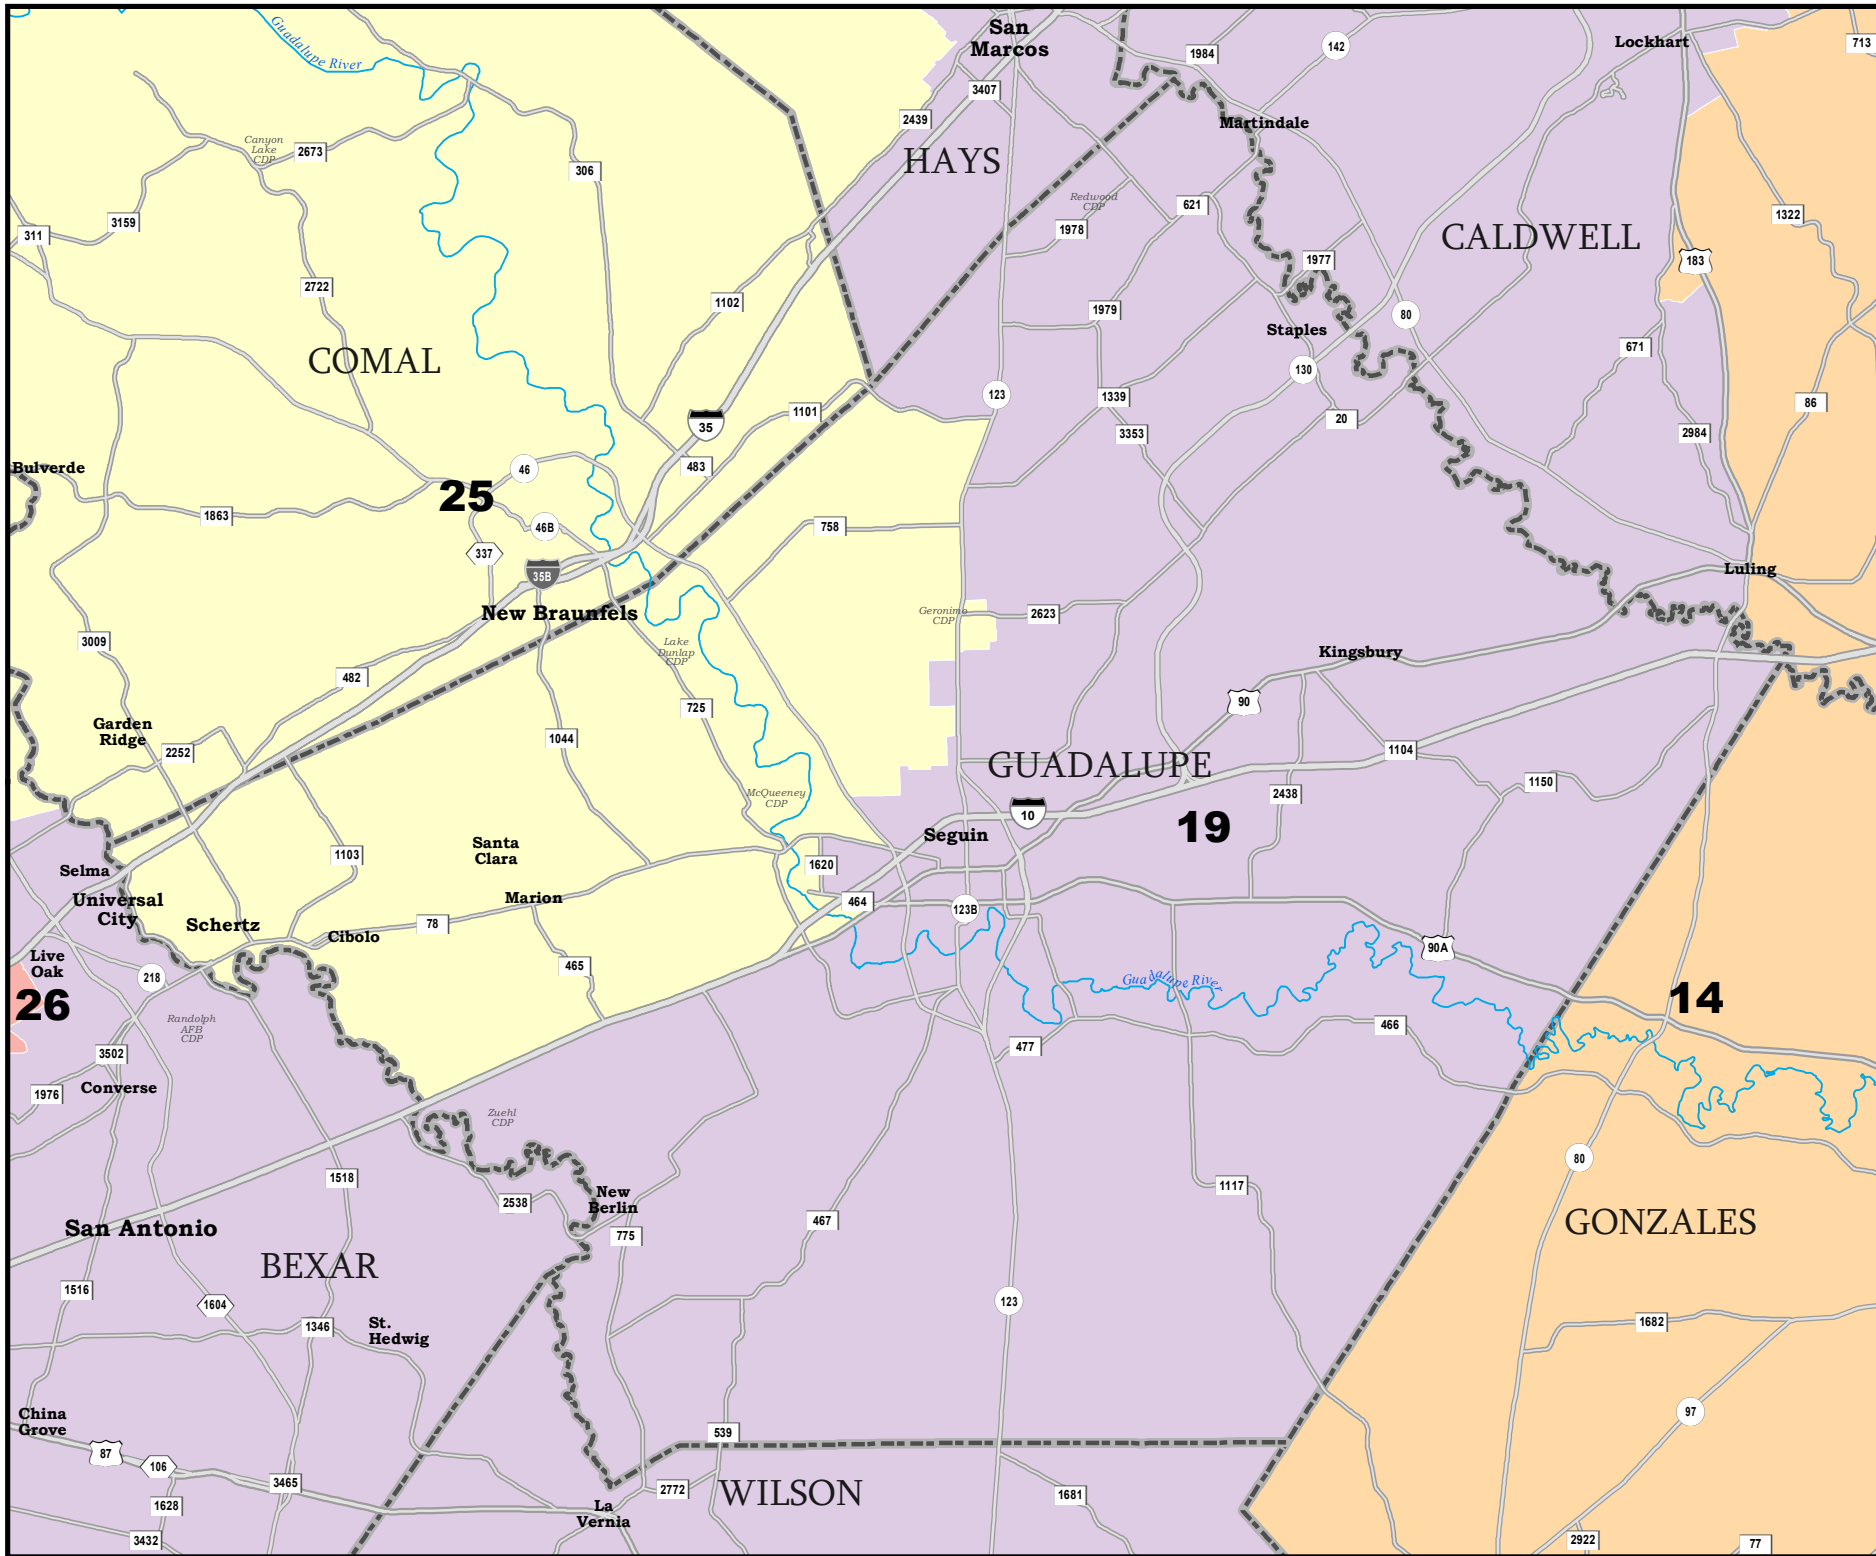 Guadalupe River
San
Marcos
1984
142
Lockhart
713
3407
2439
Martindale
Canyon
Lake
CDP
2673
HAYS
306
Redwood
CDP
621
3159
311
1978
1322
CALDWELL
1977
183
2722
1102
1979
80
Staples
COMAL
671
130
123
1339
86
1101
35
20
3353
2984
Bulverde
46
483
25
1863
46B
758
337
35B
Luling
New Braunfels
Geronimo
CDP
2623
3009
Lake
Dunlap
CDP
Kingsbury
482
90
725
Garden
Ridge
2252
1044
1104
GUADALUPE
1150
McQueeney
CDP
2438
10
19
Seguin
Santa
Clara
1103
1620
Selma
Universal
City
Marion
464
123B
Schertz
78
Cibolo
90A
Live
Oak
218
465
Guadalupe River
26
14
Randolph
AFB
CDP
466
3502
477
Converse
1976
Zuehl
CDP
80
1518
2538
New
Berlin
1117
San Antonio
775
467
GONZALES
BEXAR
1516
1604
123
1346
St.
Hedwig
1682
China
Grove
97
87
539
106
3465
2772
WILSON
1681
1628
La
Vernia
3432
2922
77